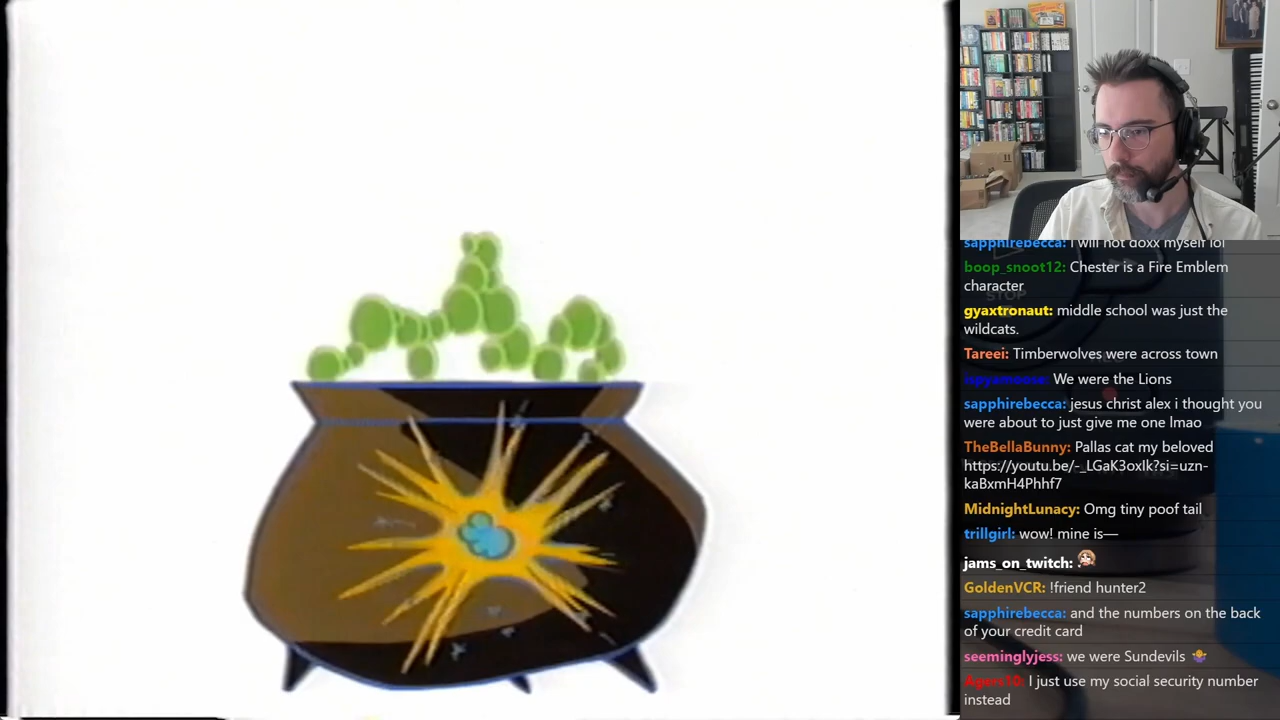 sapphirebecca: I will not doxx myself lol
boop_snoot12: Chester is a Fire Emblem
character
gyaxtronaut: middle school was just the
wildcats.
Tareei: Timberwolves were across town
ispyamoose: We were the Lions
sapphirebecca: jesus christ alex i thought you
were about to just give me one lmao
TheBellaBunny: Pallas cat my beloved
https://youtu.be/-_LGaK3oxIk?si=uzn-
kaBxmH4Phhf7
MidnightLunacy: Omg tiny poof tail
trillgirl: wow! mine is—
jams_on_twitch:
GoldenVCR: !friend hunter2
sapphirebecca: and the numbers on the back
of your credit card
seeminglyjess: we were Sundevils 🤷
I just use my social security number
instead
STOP